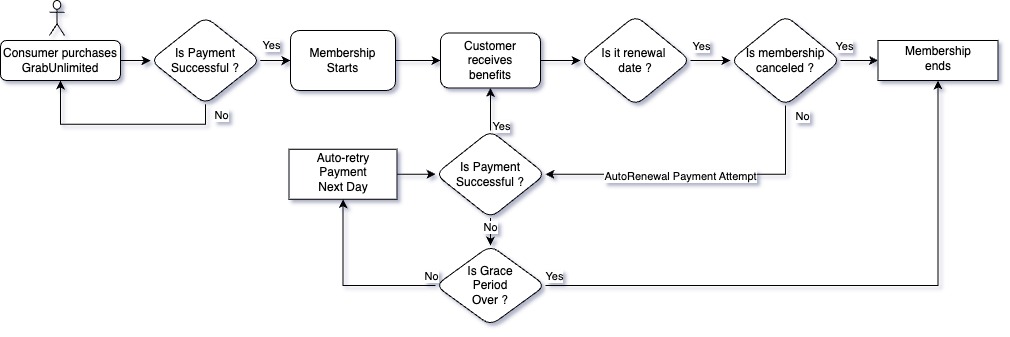 Consumer purchases
GrabUnlimited
Is Payment
Successful ?
Yes
No
Membership
Starts
Customer
receives
benefits
Is it renewal
date ?
Yes
Is membership
canceled ?
Yes
No
Membership
ends
Yes
Auto-retry
Payment
Next Day
Is Payment
Successful ?
AutoRenewal Payment Attempt
No
No
Is Grace
Period
Over ?
Yes